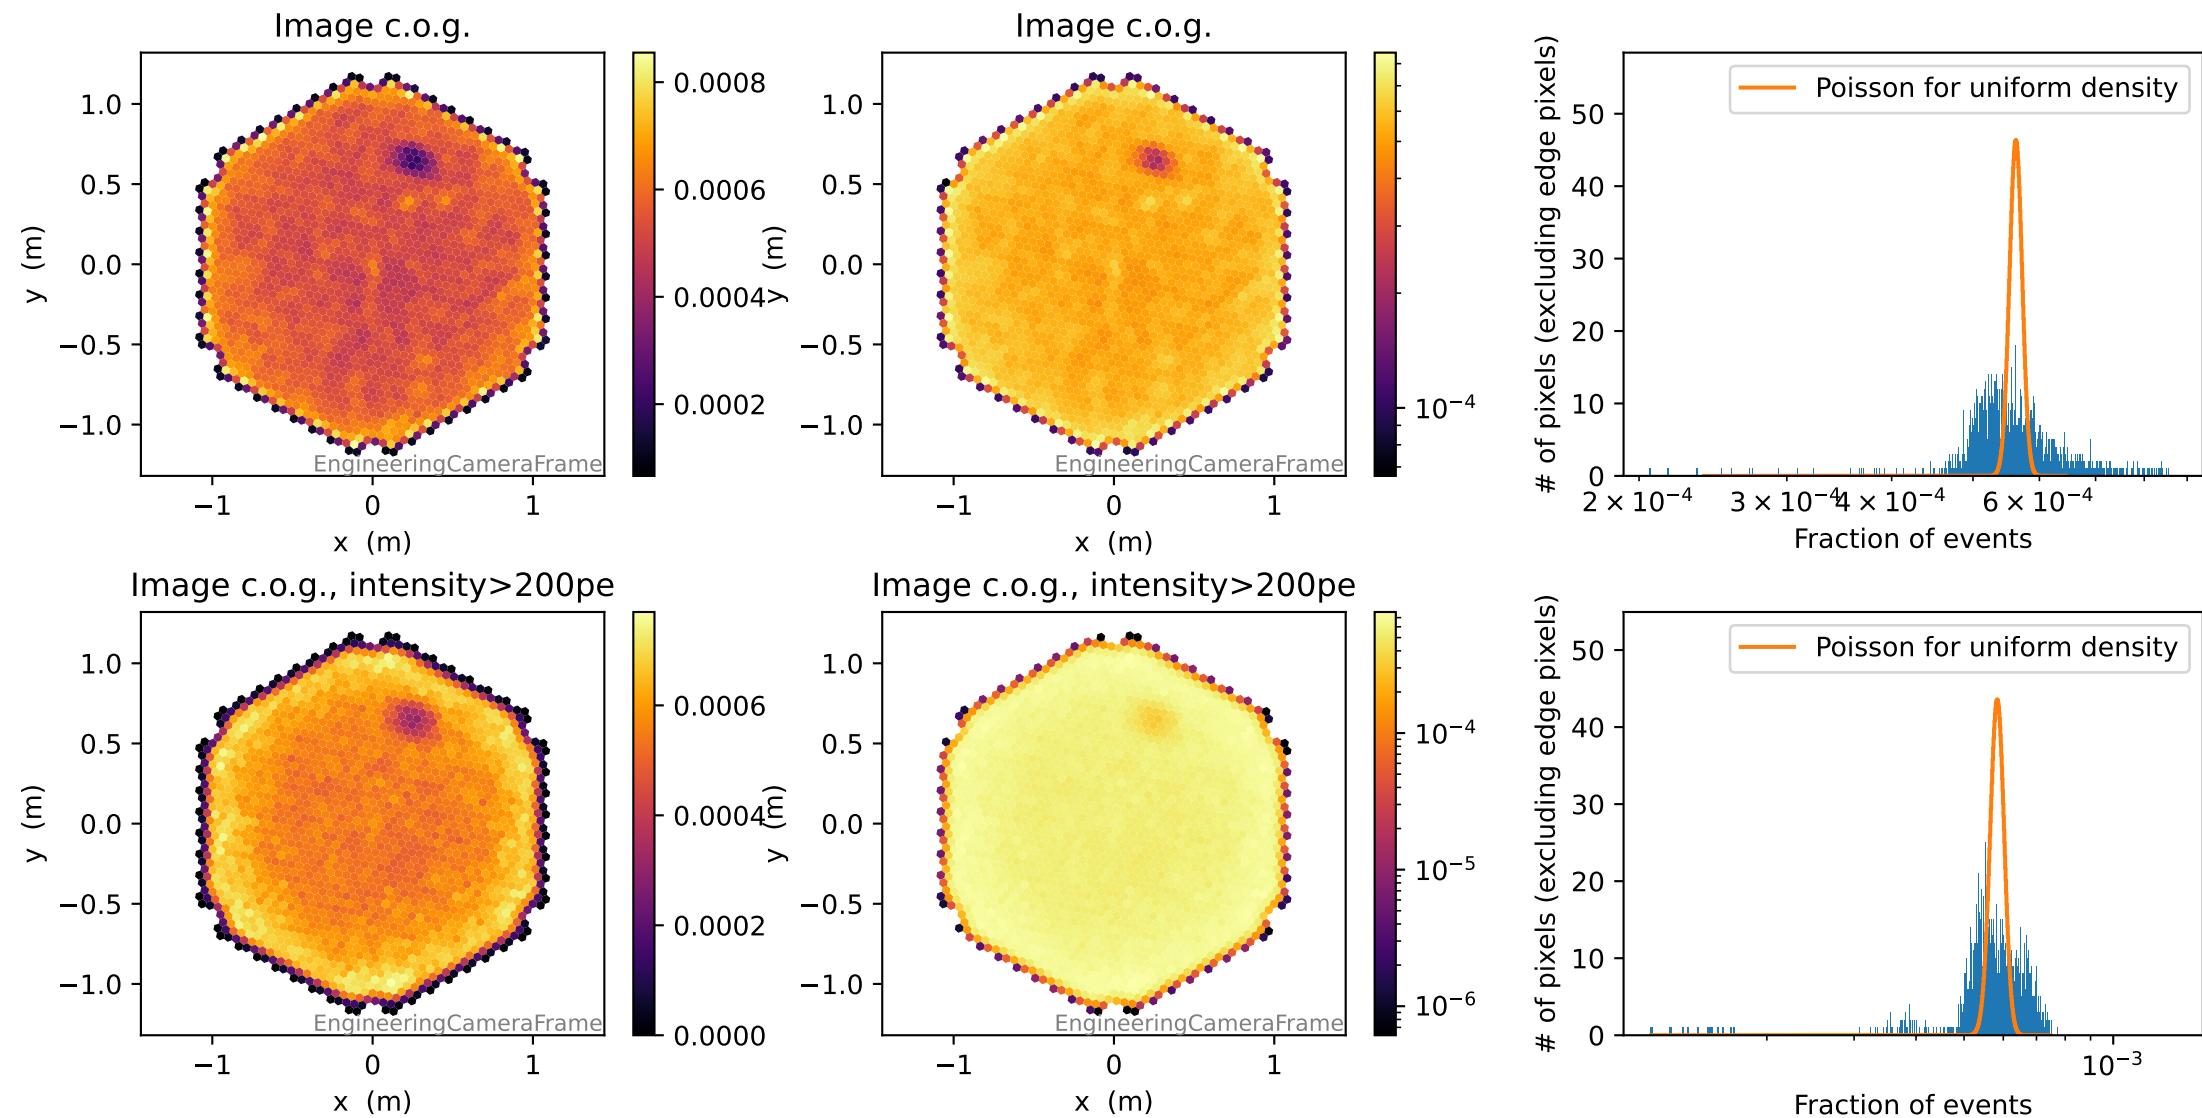 Image c.o.g.
1.0
0.5
0.0
−0.5
−1.0
y (m)
−1
0
1
x (m)
EngineeringCameraFrame
0.0008
0.0006
0.0004
0.0002
Image c.o.g.
1.0
0.5
0.0
−0.5
−1.0
y (m)
−1
0
1
x (m)
EngineeringCameraFrame
10⁻⁴
Poisson for uniform density
50
40
30
20
10
0
# of pixels (excluding edge pixels)
2 × 10⁻⁴
3 × 10⁻⁴
4 × 10⁻⁴
6 × 10⁻⁴
Fraction of events
Image c.o.g., intensity>200pe
1.0
0.5
0.0
−0.5
−1.0
y (m)
−1
0
1
x (m)
EngineeringCameraFrame
0.0006
0.0004
0.0002
0.0000
Image c.o.g., intensity>200pe
1.0
0.5
0.0
−0.5
−1.0
y (m)
−1
0
1
x (m)
EngineeringCameraFrame
10⁻⁴
10⁻⁵
10⁻⁶
Poisson for uniform density
50
40
30
20
10
0
# of pixels (excluding edge pixels)
10⁻³
Fraction of events